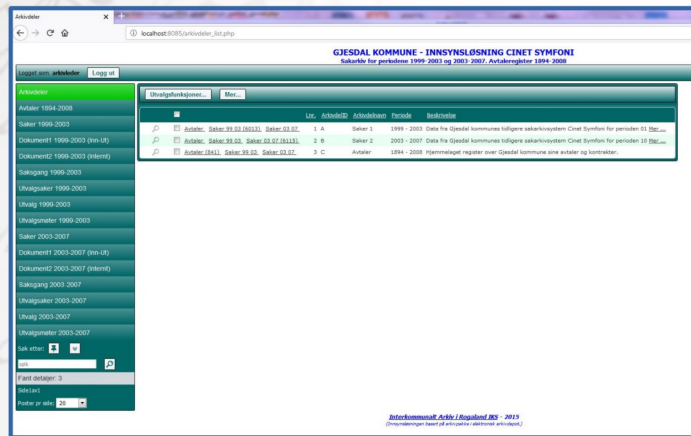 Arkivdeler
localhost:8085/arkivdeler_list.php
GJESDAL KOMMUNE - INNSYNSLØSNING CINET SYMFONI
Sakarkiv for periodene 1999-2003 og 2003-2007. Avtaleregister 1894-2008
Logget som arkivleder Logg ut
Arkivdeler
Avtaler 1894-2008
Saker 1999-2003
Dokument1 1999-2003 (Inn-Ut)
Dokument2 1999-2003 (Internt)
Saksgang 1999-2003
Utvalgsaker 1999-2003
Utvalg 1999-2003
Utvalgsmøter 1999-2003
Saker 2003-2007
Dokument1 2003-2007 (Inn-Ut)
Dokument2 2003-2007 (Internt)
Saksgang 2003-2007
Utvalgsaker 2003-2007
Utvalg 2003-2007
Utvalgsmøter 2003-2007
Søk etter:
søk
Fant detaljer: 3
Side1av1
Poster pr side: 20
Utvalgsfunksjoner... Mer...
Lnr. ArkivdelID Arkivdelnavn Periode Beskrivelse
Avtaler Saker 99 03 (6013) Saker 03 07 1 A Saker 1 1999 - 2003 Data fra Gjesdal kommunes tidligere sakarkivsystem Cinet Symfoni for perioden 01 Mer ...
Avtaler Saker 99 03 Saker 03 07 (6115) 2 B Saker 2 2003 - 2007 Data fra Gjesdal kommunes tidligere sakarkivsystem Cinet Symfoni for perioden 10 Mer ...
Avtaler (841) Saker 99 03 Saker 03 07 3 C Avtaler 1894 - 2008 Hjemmelaget register over Gjesdal kommune sine avtaler og kontrakter.
Interkommunalt Arkiv i Rogaland IKS - 2015
(Innsynsløsningen basert på arkivpakke i elektronisk arkivdepot.)